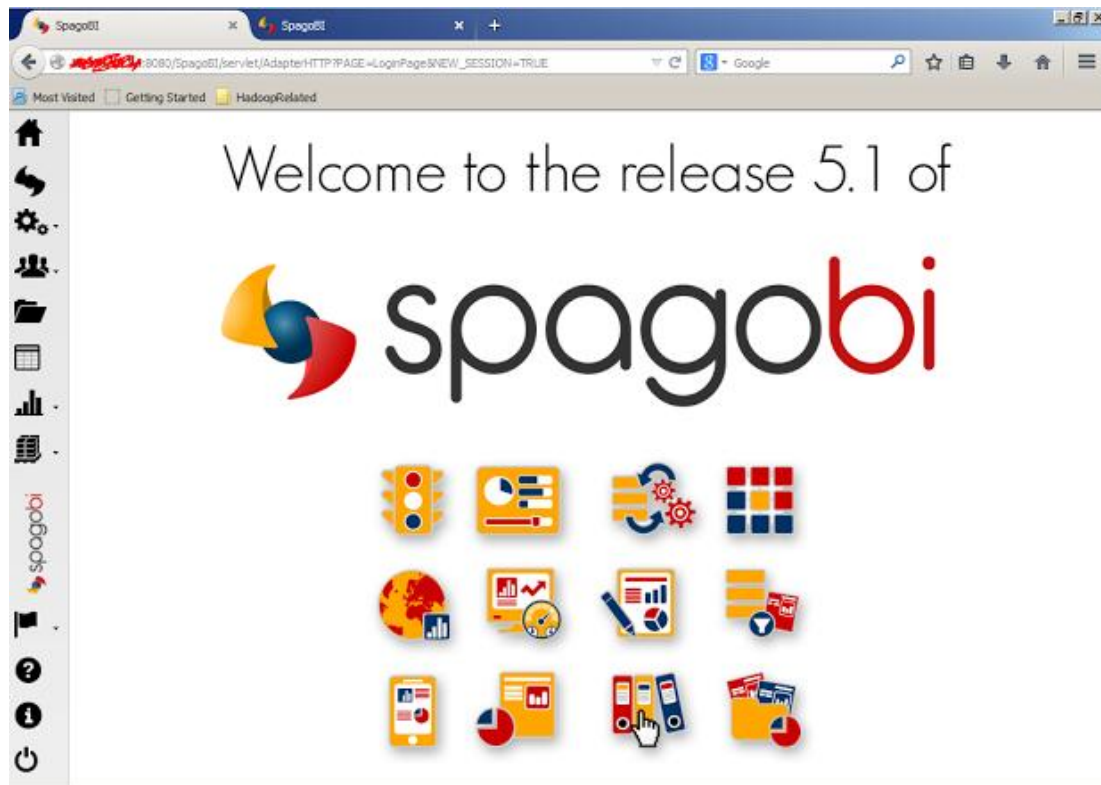 SpagoBI
SpagoBI
:8080/SpagoBI/servlet/AdapterHTTP?PAGE=LoginPage&NEW_SESSION=TRUE
Google
Most Visited
Getting Started
HadoopRelated
Welcome to the release 5.1 of
spagobi
spagobi